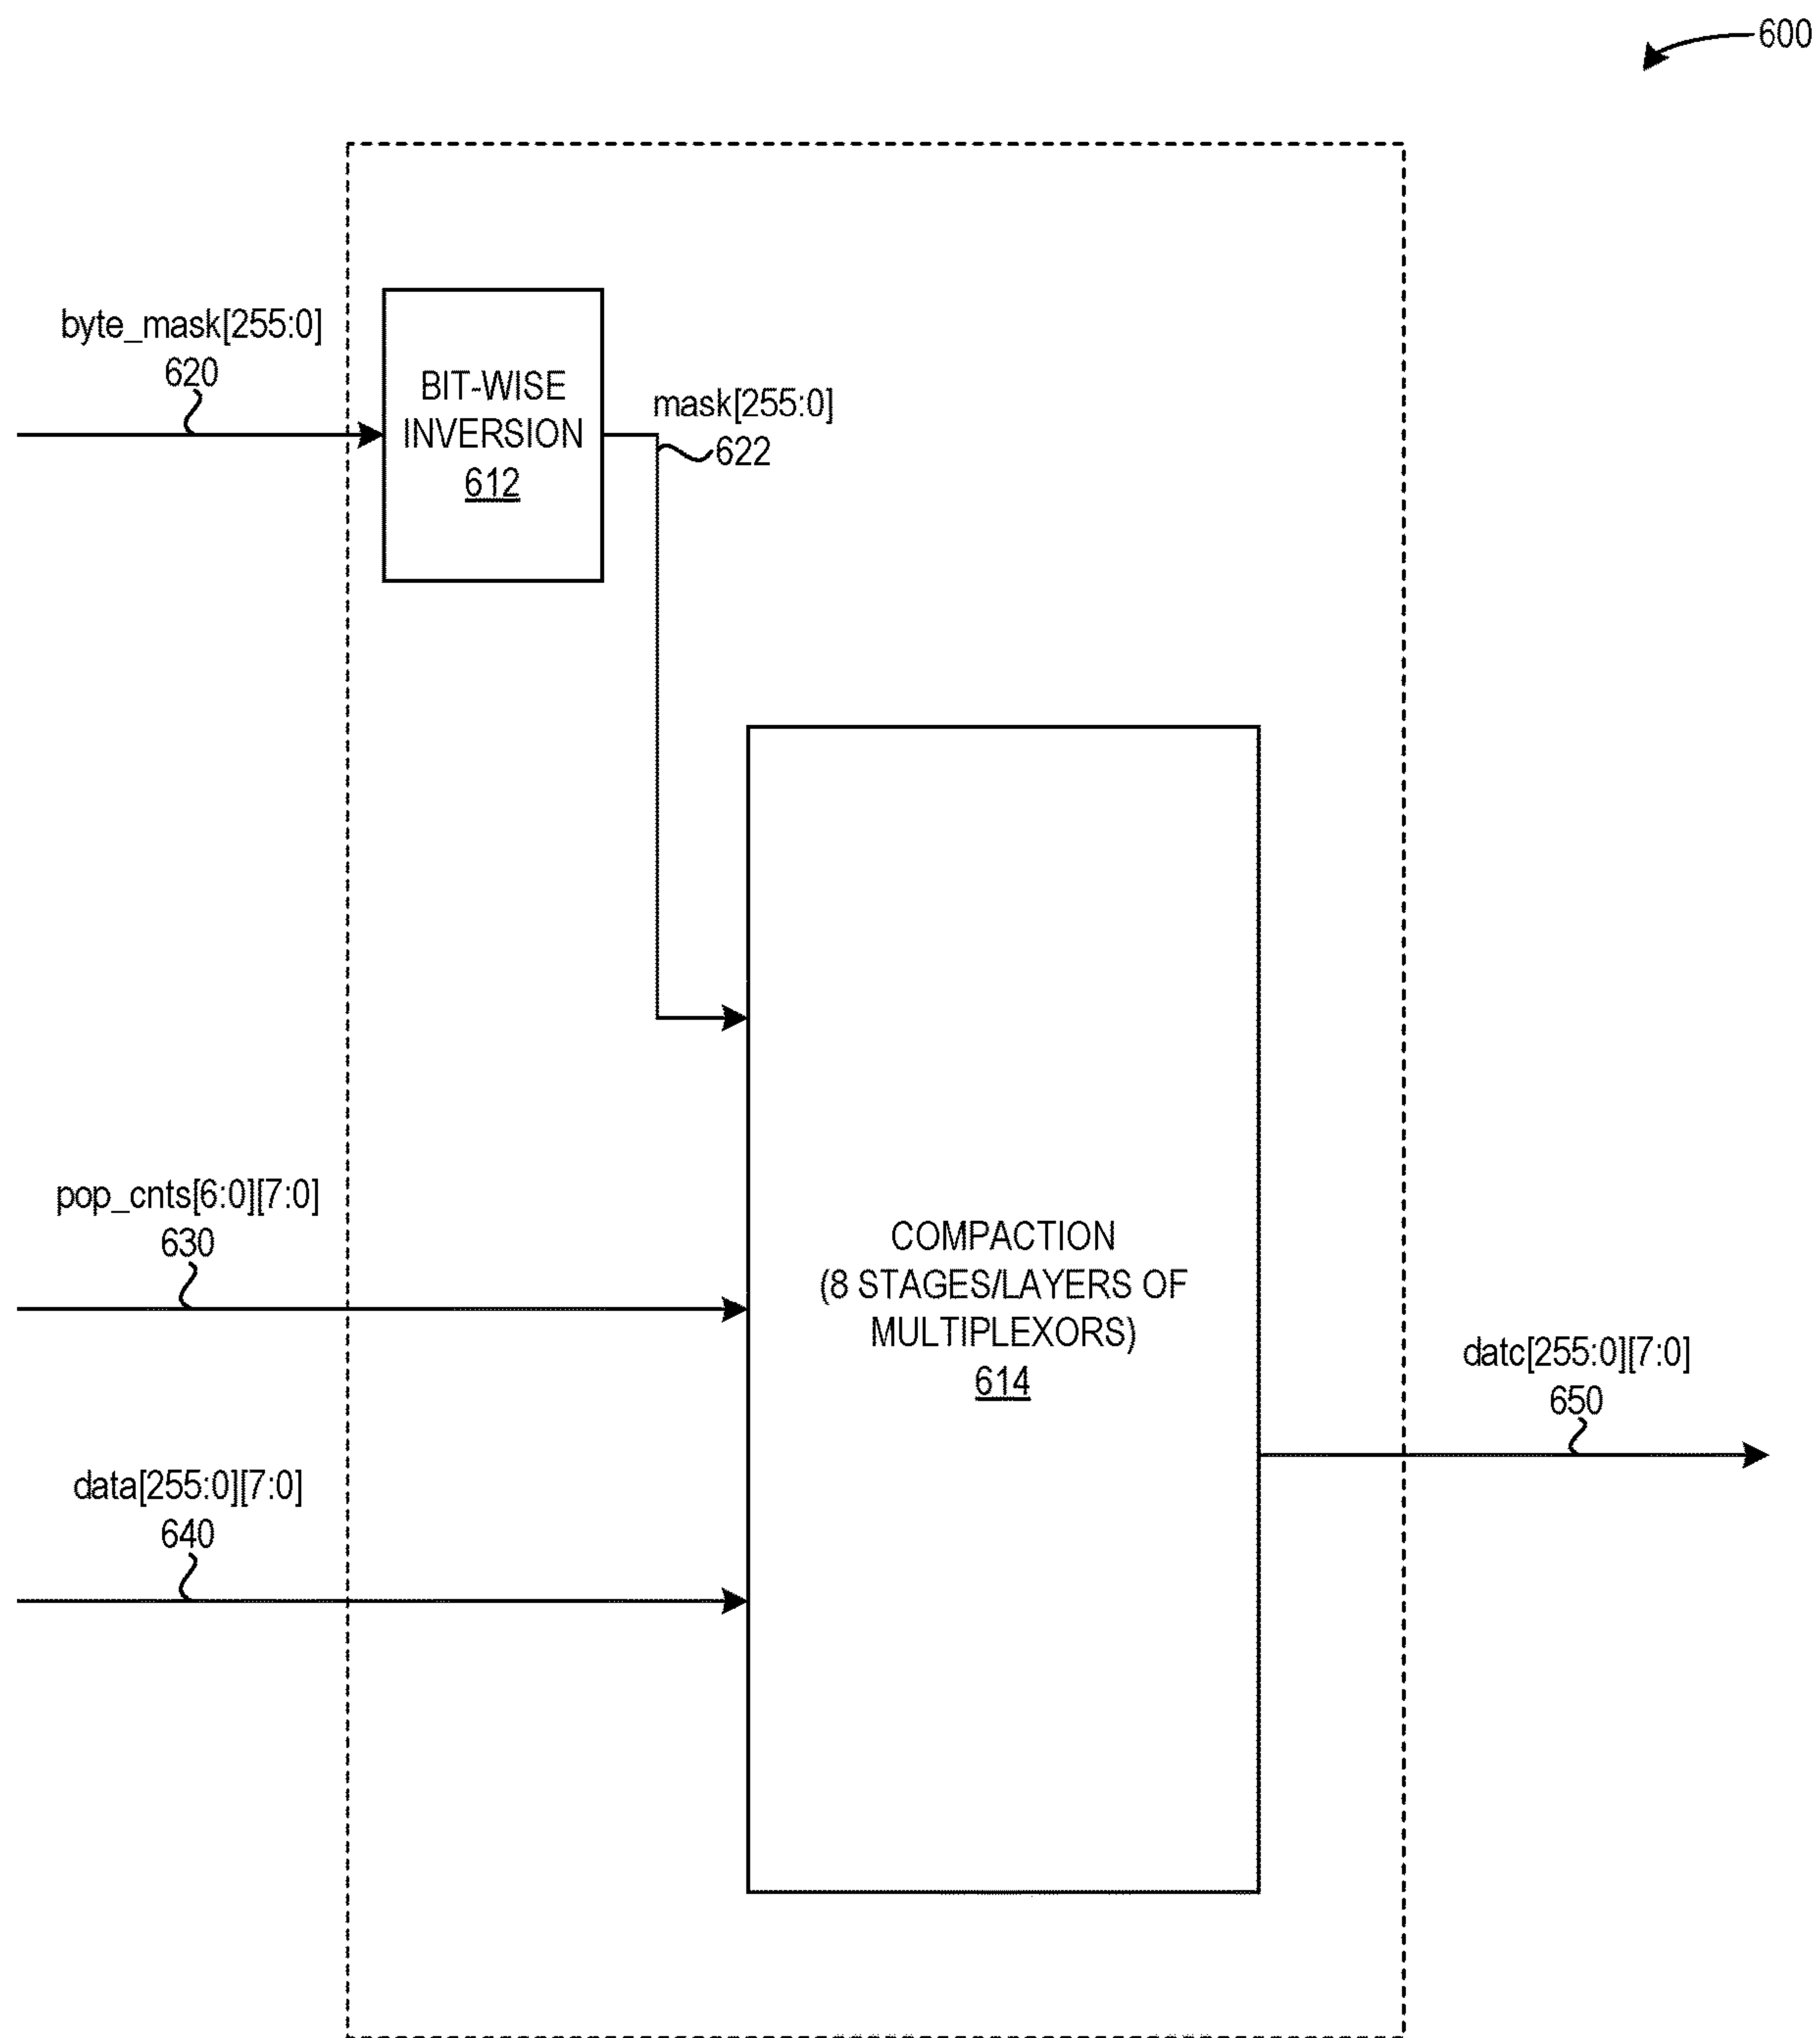 600
byte_mask[255:0]
620
BIT-WISE
INVERSION
612
mask[255:0]
622
pop_cnts[6:0][7:0]
630
data[255:0][7:0]
640
COMPACTION
(8 STAGES/LAYERS OF
MULTIPLEXORS)
614
datc[255:0][7:0]
650